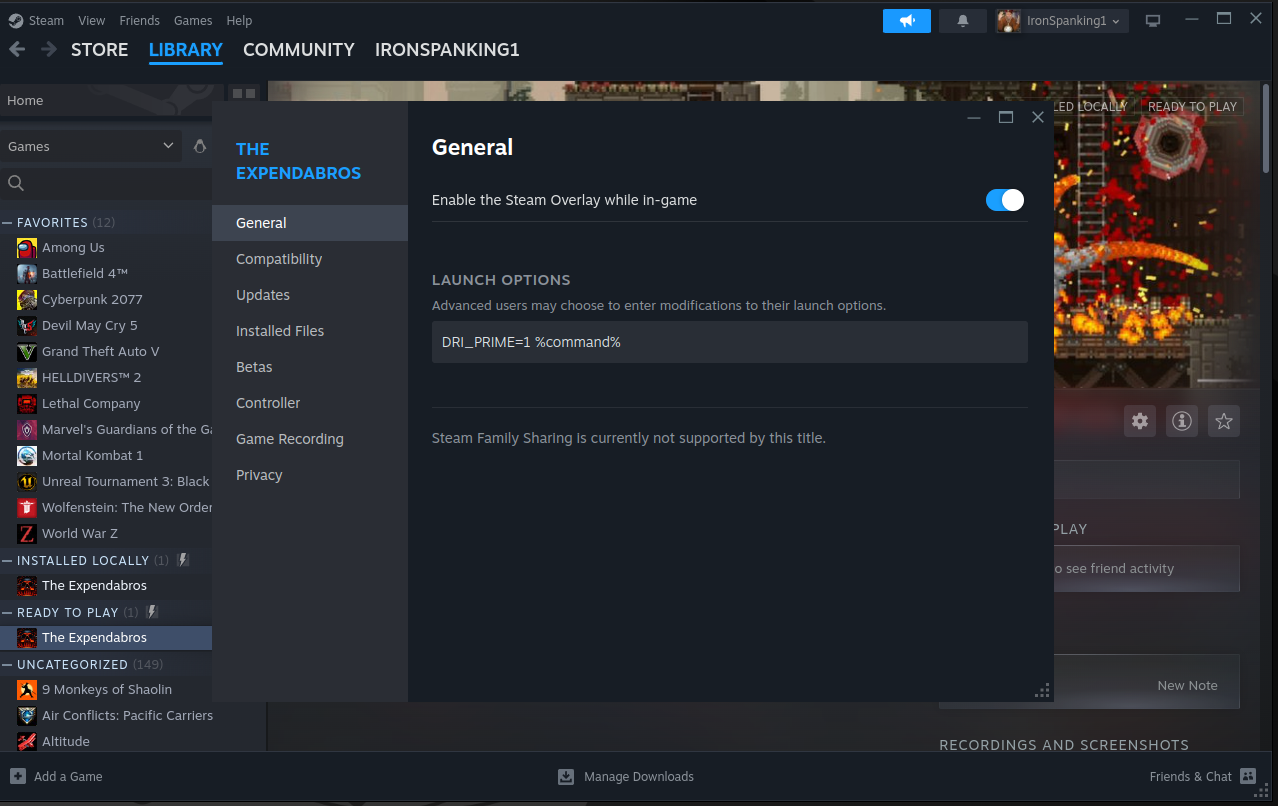 Steam View Friends Games Help
IronSpanking1
STORE LIBRARY COMMUNITY IRONSPANKING1
Home
LED LOCALLY READY TO PLAY
Games
FAVORITES (12)
Among Us
Battlefield 4™
Cyberpunk 2077
Devil May Cry 5
Grand Theft Auto V
HELLDIVERS™ 2
Lethal Company
Marvel's Guardians of the Ga
Mortal Kombat 1
Unreal Tournament 3: Black
Wolfenstein: The New Order
World War Z
INSTALLED LOCALLY (1)
The Expendabros
READY TO PLAY (1)
The Expendabros
UNCATEGORIZED (149)
9 Monkeys of Shaolin
Air Conflicts: Pacific Carriers
Altitude
THE
EXPENDABROS
General
Compatibility
Updates
Installed Files
Betas
Controller
Game Recording
Privacy
General
Enable the Steam Overlay while in-game
LAUNCH OPTIONS
Advanced users may choose to enter modifications to their launch options.
DRI_PRIME=1 %command%
Steam Family Sharing is currently not supported by this title.
PLAY
o see friend activity
New Note
RECORDINGS AND SCREENSHOTS
Add a Game
Manage Downloads
Friends & Chat